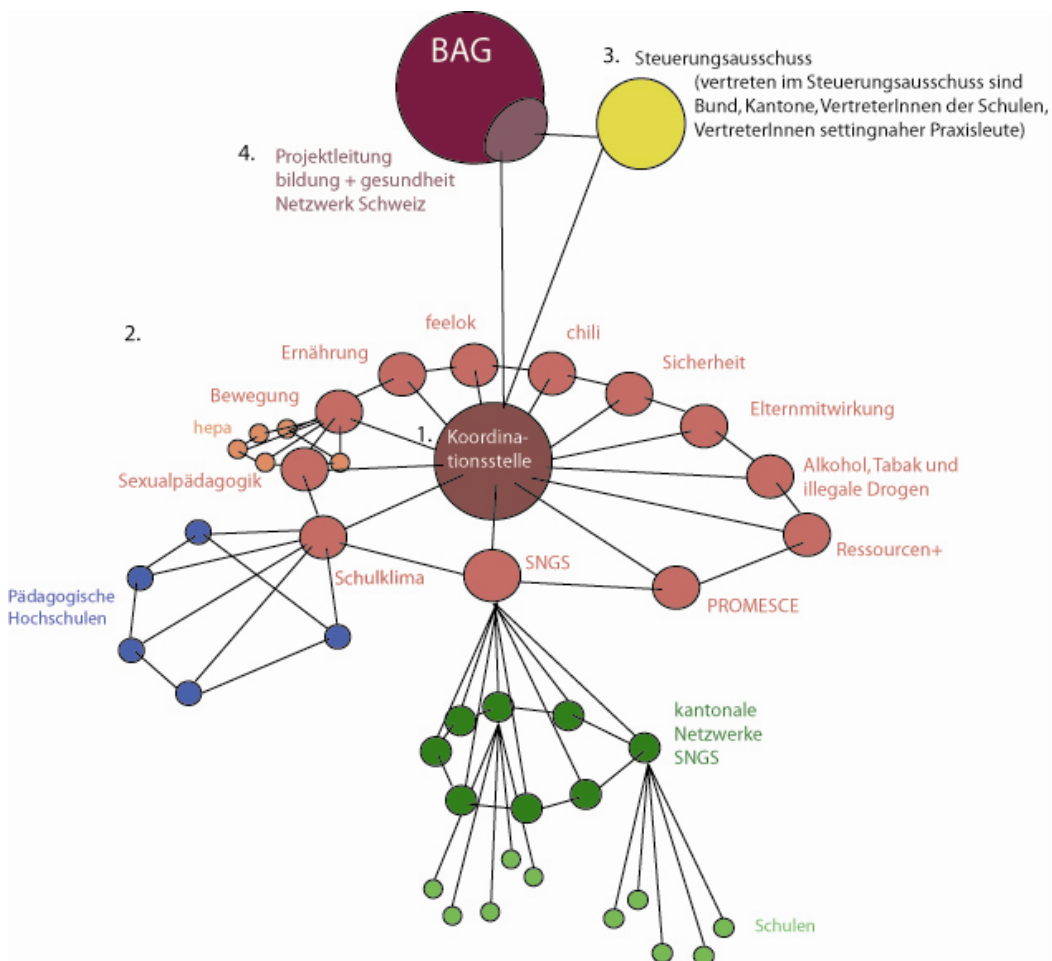 BAG
3. Steuerungsausschuss
(vertreten im Steuerungsausschuss sind
Bund, Kantone, VertreterInnen der Schulen,
VertreterInnen settingnaher Praxisleute)
4. Projektleitung
bildung + gesundheit
Netzwerk Schweiz
2.
feelok
chili
Ernährung
Sicherheit
Bewegung
Elternmitwirkung
hepa
1. Koordina-
tionsstelle
Sexualpädagogik
Alkohol, Tabak und
illegale Drogen
Ressourcen+
SNGS
Schulklima
PROMESCE
Pädagogische
Hochschulen
kantonale
Netzwerke
SNGS
Schulen